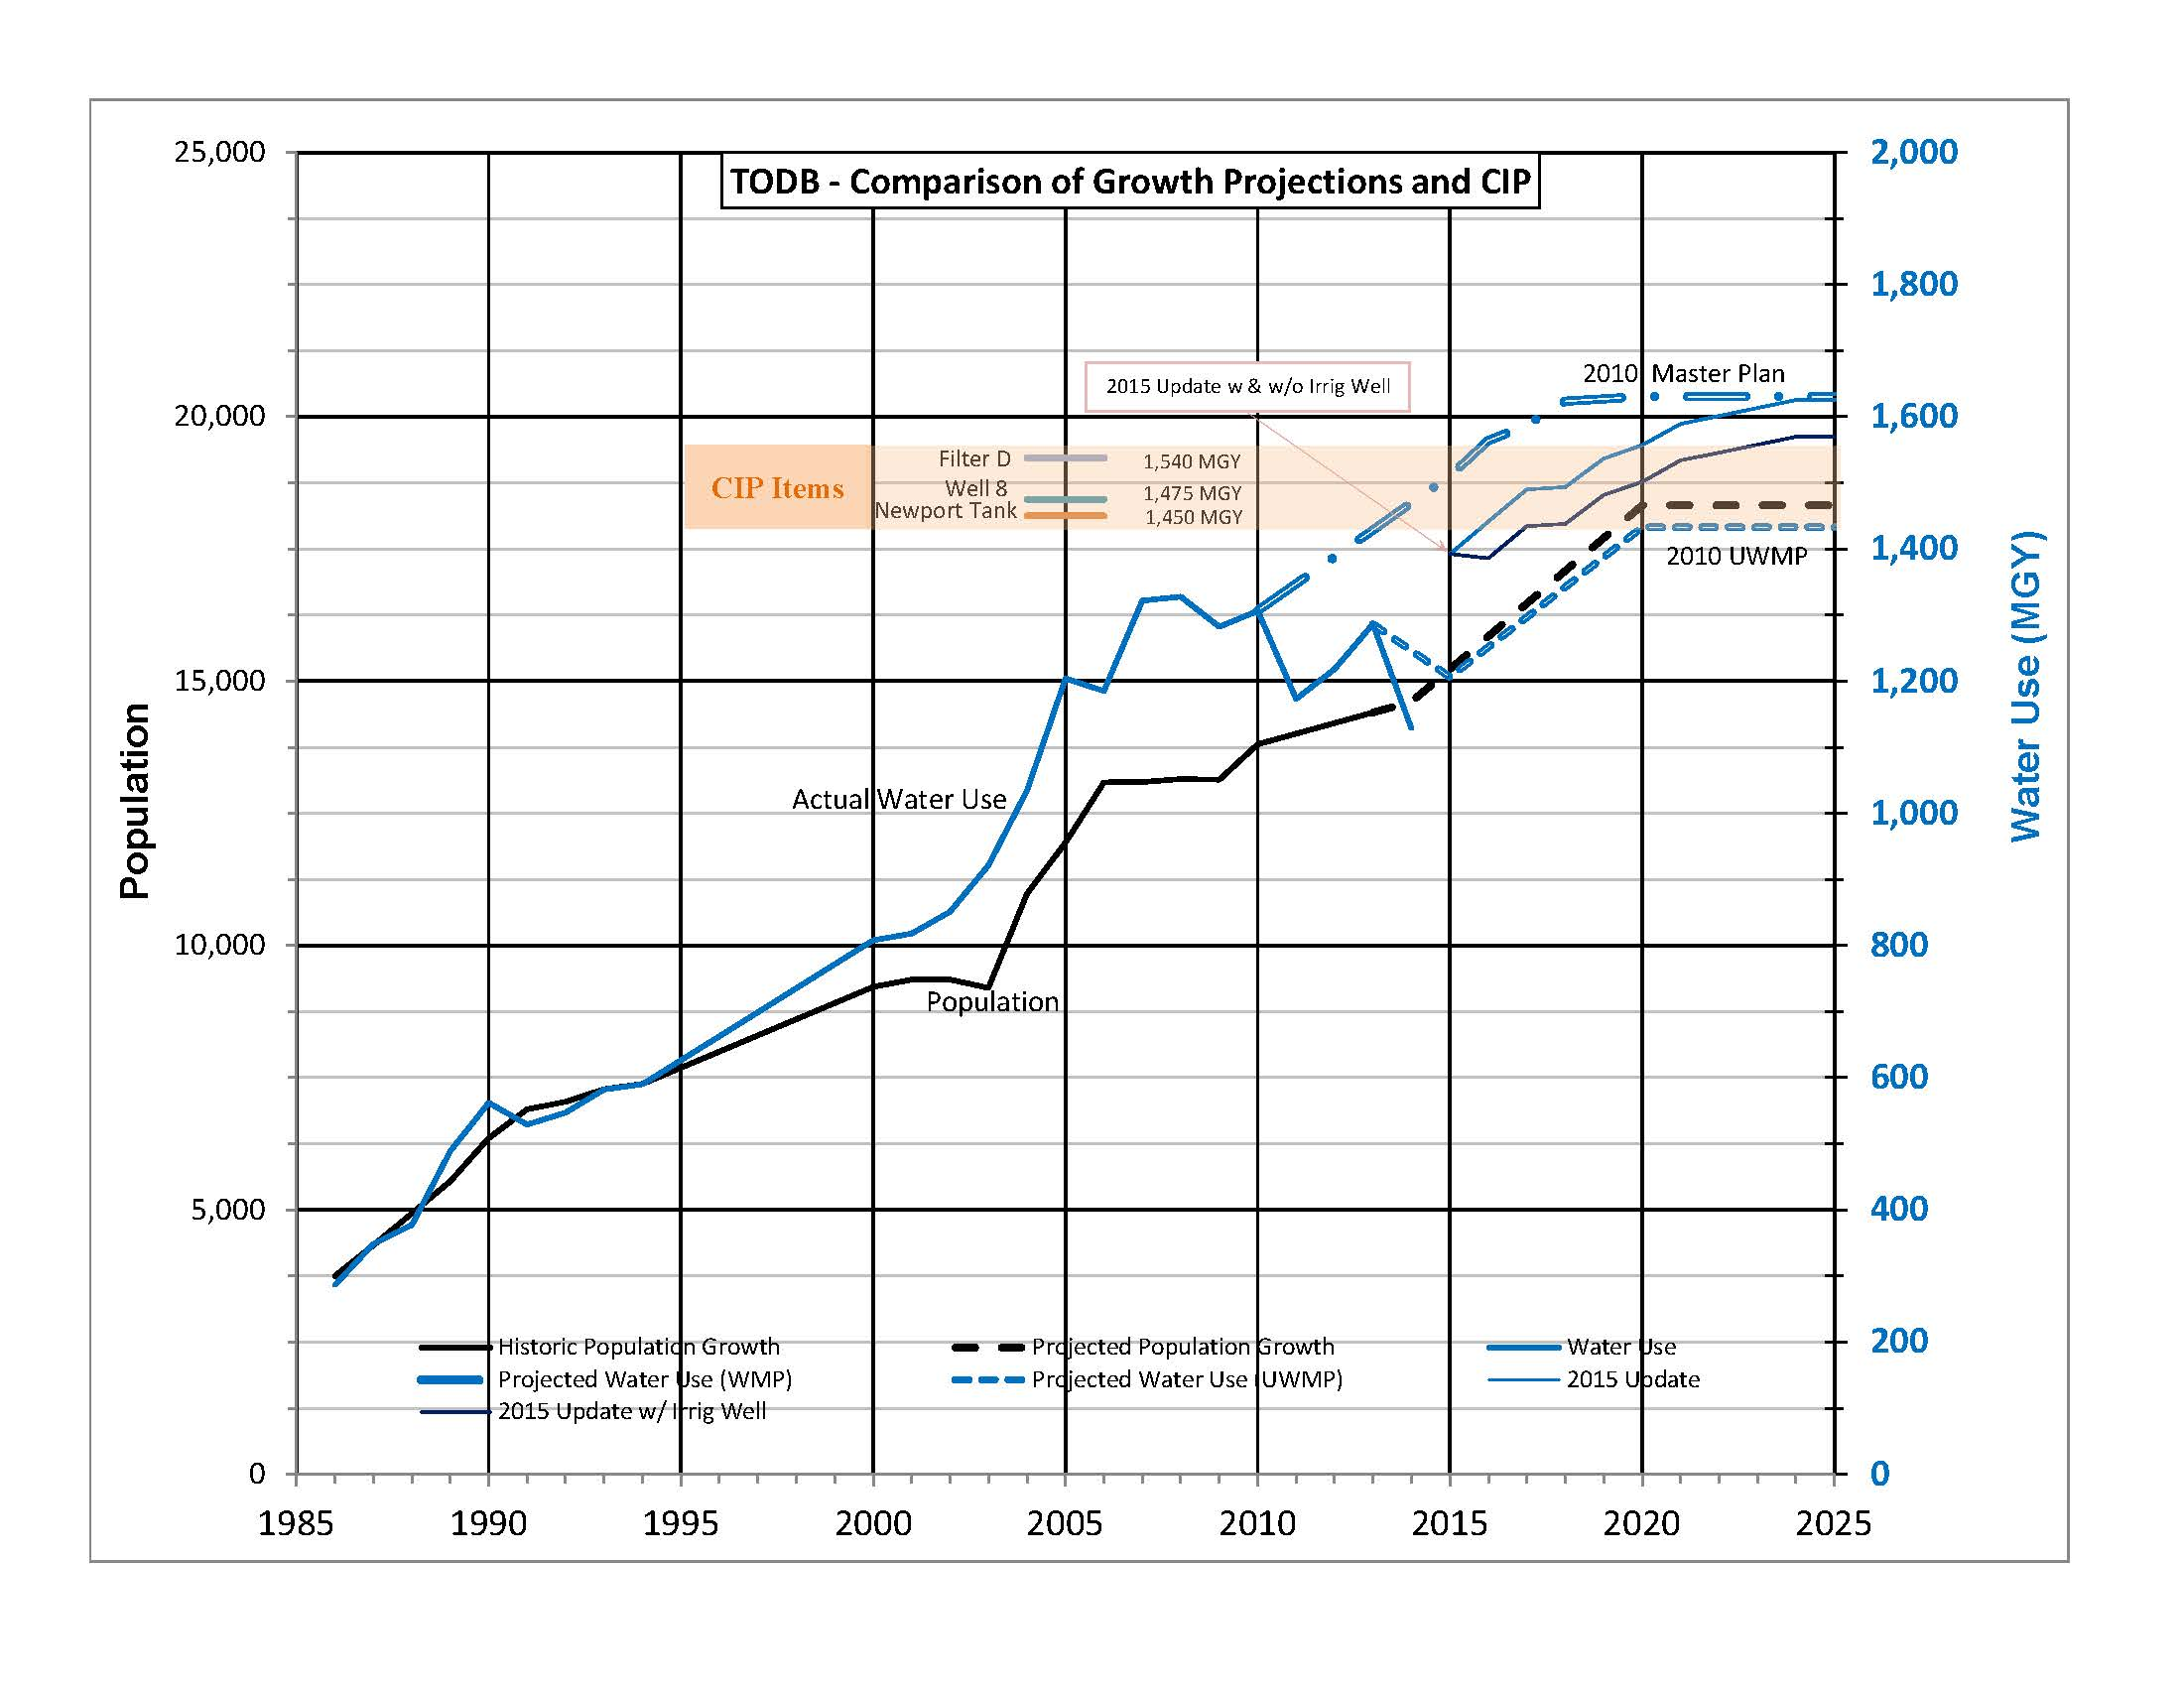 TODB - Comparison of Growth Projections and CIP
25,000
20,000
15,000
10,000
5,000
0
Population
2,000
1,800
1,600
1,400
1,200
1,000
800
600
400
200
0
Water Use (MGY)
2010 Master Plan
2015 Update w & w/o Irrig Well
CIP Items
Filter D 1,540 MGY
Well 8 1,475 MGY
Newport Tank 1,450 MGY
2010 UWMP
Actual Water Use
Population
Historic Population Growth
Projected Population Growth
Water Use
Projected Water Use (WMP)
Projected Water Use (UWMP)
2015 Update
2015 Update w/ Irrig Well
1985 1990 1995 2000 2005 2010 2015 2020 2025